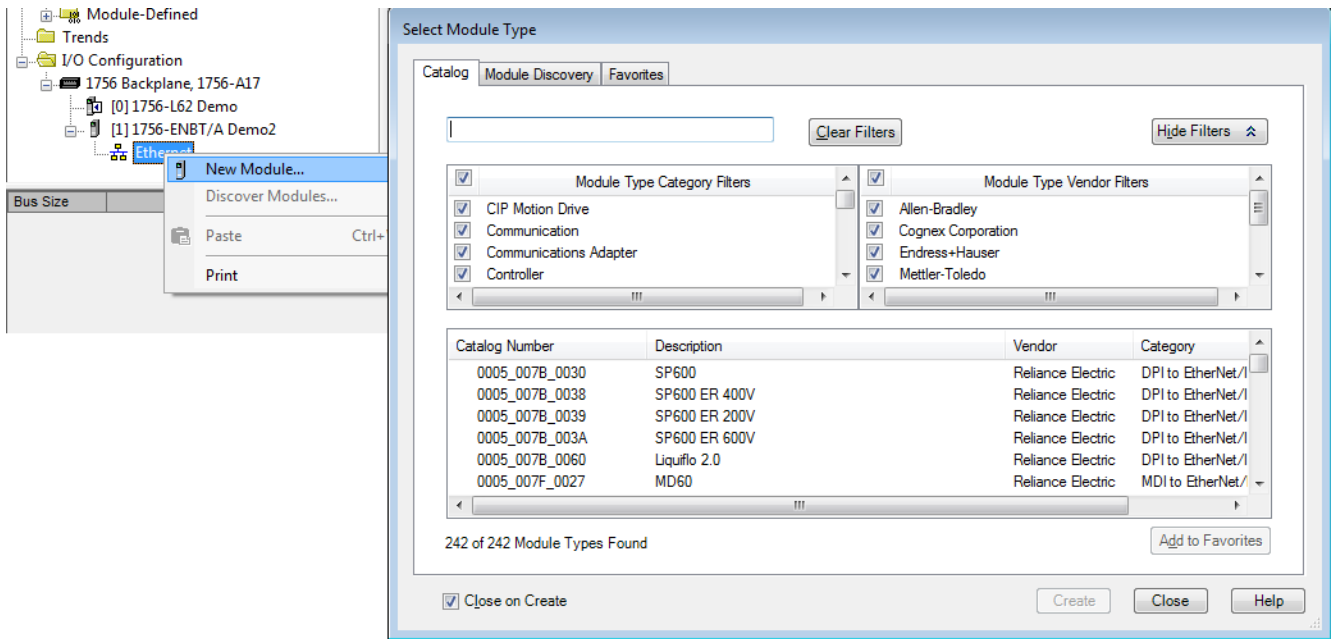 Module-Defined
Trends
I/O Configuration
1756 Backplane, 1756-A17
[0] 1756-L62 Demo
[1] 1756-ENBT/A Demo2
Ethernet
New Module...
Discover Modules...
Paste Ctrl+
Print
Bus Size
Select Module Type
Catalog Module Discovery Favorites
Clear Filters Hide Filters
Module Type Category Filters Module Type Vendor Filters
CIP Motion Drive Allen-Bradley
Communication Cognex Corporation
Communications Adapter Endress+Hauser
Controller Mettler-Toledo
Catalog Number Description Vendor Category
0005_007B_0030 SP600 Reliance Electric DPI to EtherNet/I
0005_007B_0038 SP600 ER 400V Reliance Electric DPI to EtherNet/I
0005_007B_0039 SP600 ER 200V Reliance Electric DPI to EtherNet/I
0005_007B_003A SP600 ER 600V Reliance Electric DPI to EtherNet/I
0005_007B_0060 Liquiflo 2.0 Reliance Electric DPI to EtherNet/I
0005_007F_0027 MD60 Reliance Electric MDI to EtherNet/
242 of 242 Module Types Found Add to Favorites
Close on Create Create Close Help